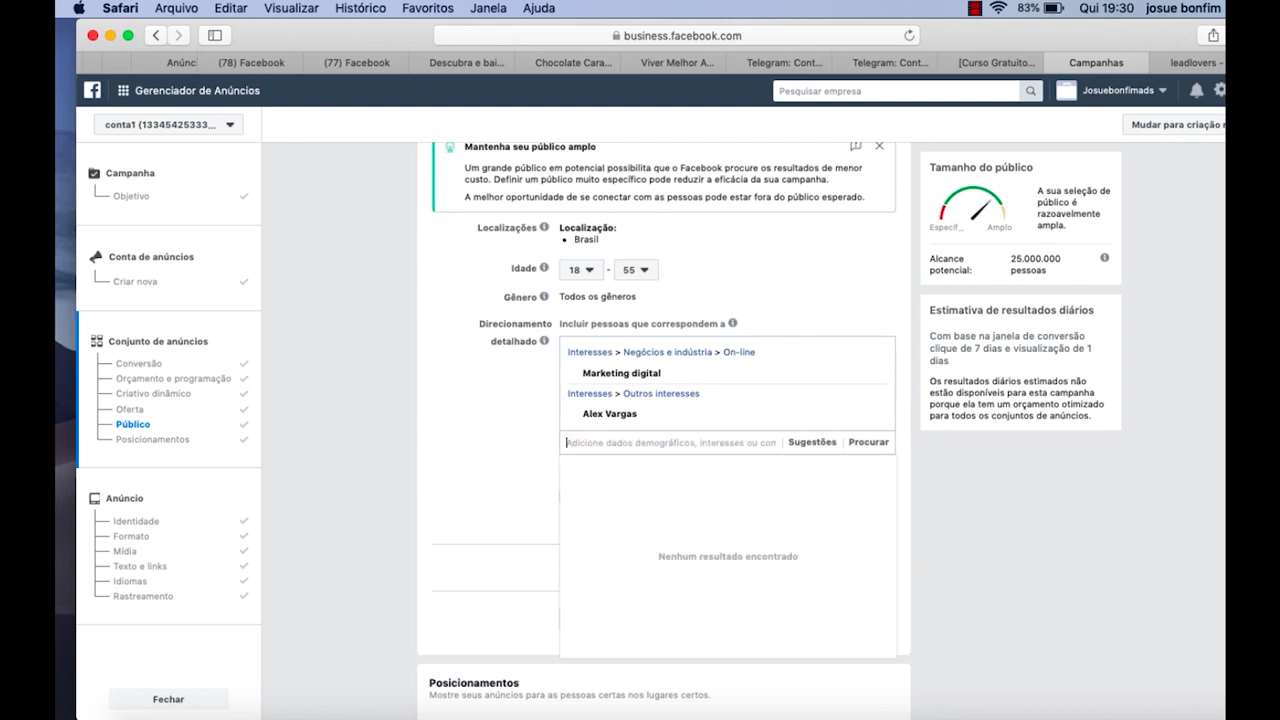 Safari Arquivo Editar Visualizar Histórico Favoritos Janela Ajuda 83% Qui 19:30 josue bonfim
business.facebook.com
Anúnc (78) Facebook (77) Facebook Descubra e bai... Chocolate Cara... Viver Melhor A... Telegram: Cont... Telegram: Cont... [Curso Gratuito... Campanhas leadlovers -
Gerenciador de Anúncios Pesquisar empresa Josuebonfimads
conta1 (13345425333... Mudar para criação
Campanha
Objetivo
Conta de anúncios
Criar nova
Conjunto de anúncios
Conversão
Orçamento e programação
Criativo dinâmico
Oferta
Público
Posicionamentos
Anúncio
Identidade
Formato
Mídia
Texto e links
Idiomas
Rastreamento
Fechar
Mantenha seu público amplo
Um grande público em potencial possibilita que o Facebook procure os resultados de menor
custo. Definir um público muito específico pode reduzir a eficácia da sua campanha.
A melhor oportunidade de se conectar com as pessoas pode estar fora do público esperado.
Localizações Localização:
• Brasil
Idade 18 - 55
Gênero Todos os gêneros
Direcionamento
detalhado
Incluir pessoas que correspondem a
Interesses > Negócios e indústria > On-line
Marketing digital
Interesses > Outros interesses
Alex Vargas
Adicione dados demográficos, interesses ou com Sugestões Procurar
Nenhum resultado encontrado
Posicionamentos
Mostre seus anúncios para as pessoas certas nos lugares certos.
Tamanho do público
Específ... Amplo
A sua seleção de
público é
razoavelmente
ampla.
Alcance
potencial:
25.000.000
pessoas
Estimativa de resultados diários
Com base na janela de conversão
clique de 7 dias e visualização de 1
dias
Os resultados diários estimados não
estão disponíveis para esta campanha
porque ela tem um orçamento otimizado
para todos os conjuntos de anúncios.